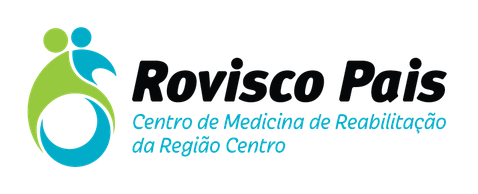 Rovisco Pais
Centro de Medicina de Reabilitação
da Região Centro